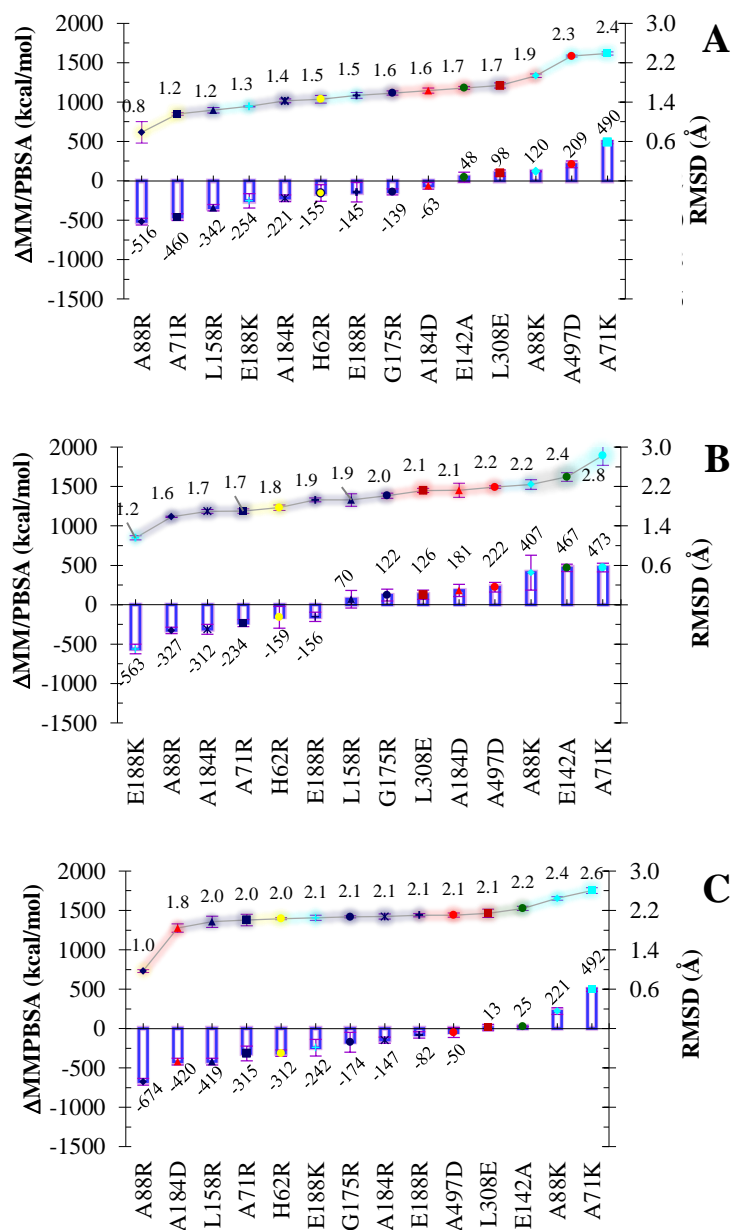 A
ΔMM/PBSA (kcal/mol)
2000
1500
1000
500
0
-500
-1000
-1500
0.8 1.2 1.2 1.3 1.4 1.5 1.5 1.6 1.6 1.7 1.7 1.9 2.3 2.4
-516 -460 -342 -254 -221 -155 -145 -139 -63 48 98 120 209 490
3.0
2.2
1.4
0.6
RMSD (Å)
A88R A71R L158R E188K A184R H62R E188R G175R A184D E142A L308E A88K A497D A71K
B
ΔMM/PBSA (kcal/mol)
2000
1500
1000
500
0
-500
-1000
-1500
1.2 1.6 1.7 1.7 1.8 1.9 1.9 2.0 2.1 2.1 2.2 2.2 2.4 2.8
-563 -327 -312 -234 -159 -156 70 122 126 181 222 407 467 473
3.0
2.2
1.4
0.6
RMSD (Å)
E188K A88R A184R A71R H62R E188R L158R G175R L308E A184D A497D A88K E142A A71K
C
ΔMMPBSA (kcal/mol)
2000
1500
1000
500
0
-500
-1000
-1500
1.0 1.8 2.0 2.0 2.0 2.1 2.1 2.1 2.1 2.1 2.1 2.2 2.4 2.6
-674 -420 -419 -315 -312 -242 -174 -147 -82 -50 13 25 221 492
3.0
2.2
1.4
0.6
RMSD (Å)
A88R A184D L158R A71R H62R E188K G175R A184R E188R A497D L308E E142A A88K A71K